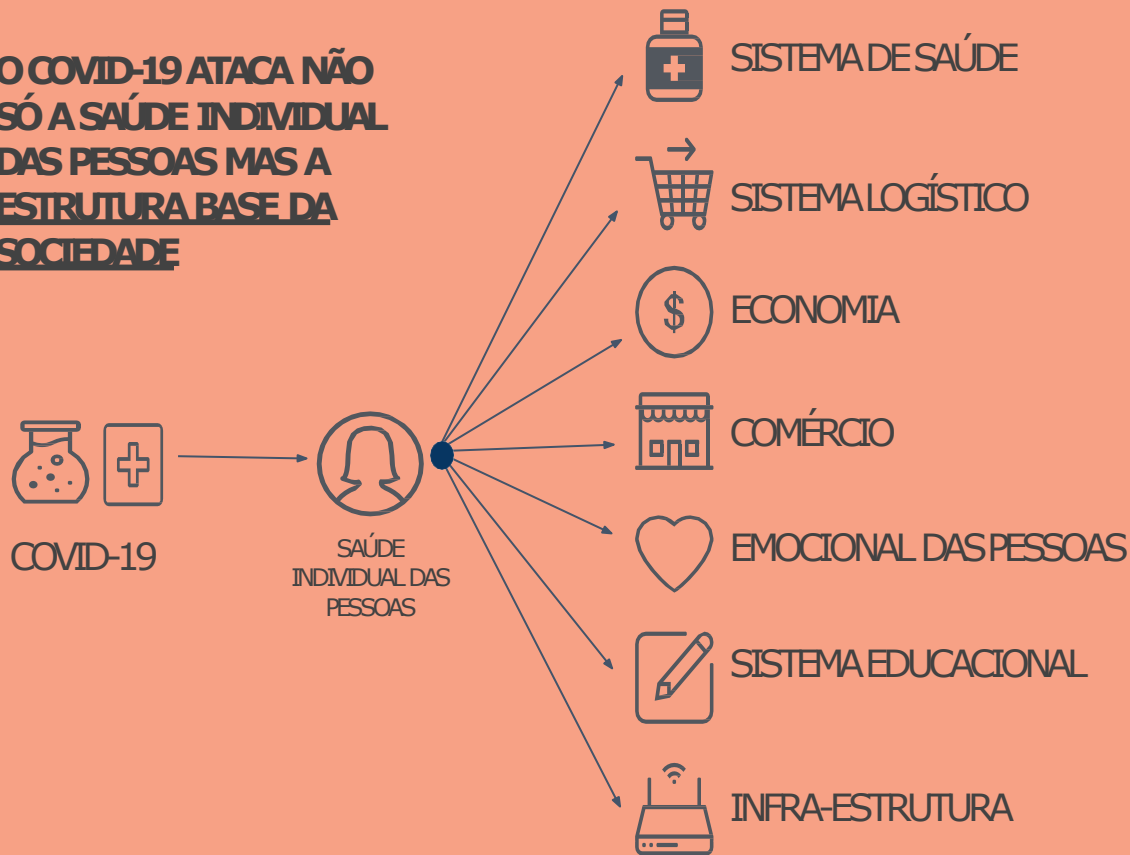 O COVID-19 ATACA NÃO
SÓ A SAÚDE INDIVIDUAL
DAS PESSOAS MAS A
ESTRUTURA BASE DA
SOCIEDADE
COVID-19
SAÚDE
INDIVIDUAL DAS
PESSOAS
SISTEMA DE SAÚDE
SISTEMA LOGÍSTICO
$
ECONOMIA
COMÉRCIO
EMOCIONAL DAS PESSOAS
SISTEMA EDUCACIONAL
INFRA-ESTRUTURA